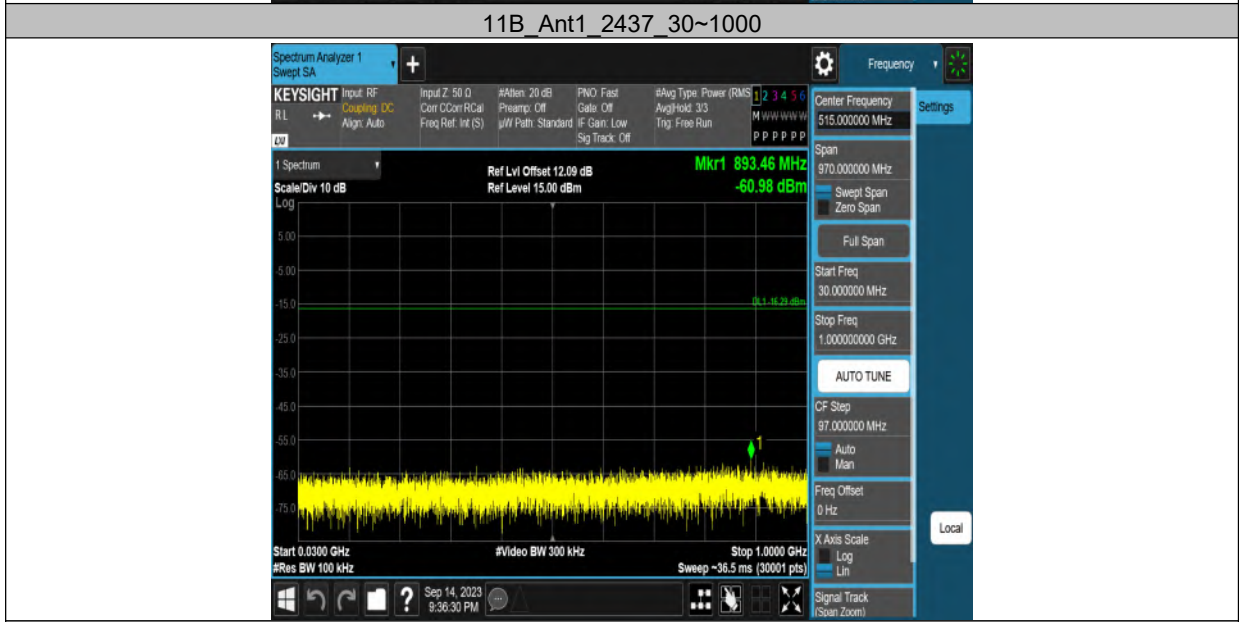 11B_Ant1_2437_30~1000
Spectrum Analyzer 1
Swept SA
+
Frequency
KEYSIGHT
RL
LXI
Input: RF
Coupling: DC
Align: Auto
Input Z: 50 Ω
Corr CCorr RCal
Freq Ref: Int (S)
#Atten: 20 dB
Preamp: Off
µW Path: Standard
PNO: Fast
Gate: Off
IF Gain: Low
Sig Track: Off
#Avg Type: Power (RMS
Avg|Hold: 3/3
Trig: Free Run
1 2 3 4 5 6
M W W W W W
P P P P P P
Settings
1 Spectrum
Scale/Div 10 dB
Log
Ref Lvl Offset 12.09 dB
Ref Level 15.00 dBm
Mkr1 893.46 MHz
-60.98 dBm
5.00
-5.00
-15.0
DL1 -16.29 dBm
-25.0
-35.0
-45.0
-55.0
1
-65.0
-75.0
Start 0.0300 GHz
#Res BW 100 kHz
#Video BW 300 kHz
Stop 1.0000 GHz
Sweep ~36.5 ms (30001 pts)
Center Frequency
515.000000 MHz
Span
970.000000 MHz
Swept Span
Zero Span
Full Span
Start Freq
30.000000 MHz
Stop Freq
1.000000000 GHz
AUTO TUNE
CF Step
97.000000 MHz
Auto
Man
Freq Offset
0 Hz
X Axis Scale
Log
Lin
Signal Track
(Span Zoom)
Local
?
Sep 14, 2023
9:36:30 PM